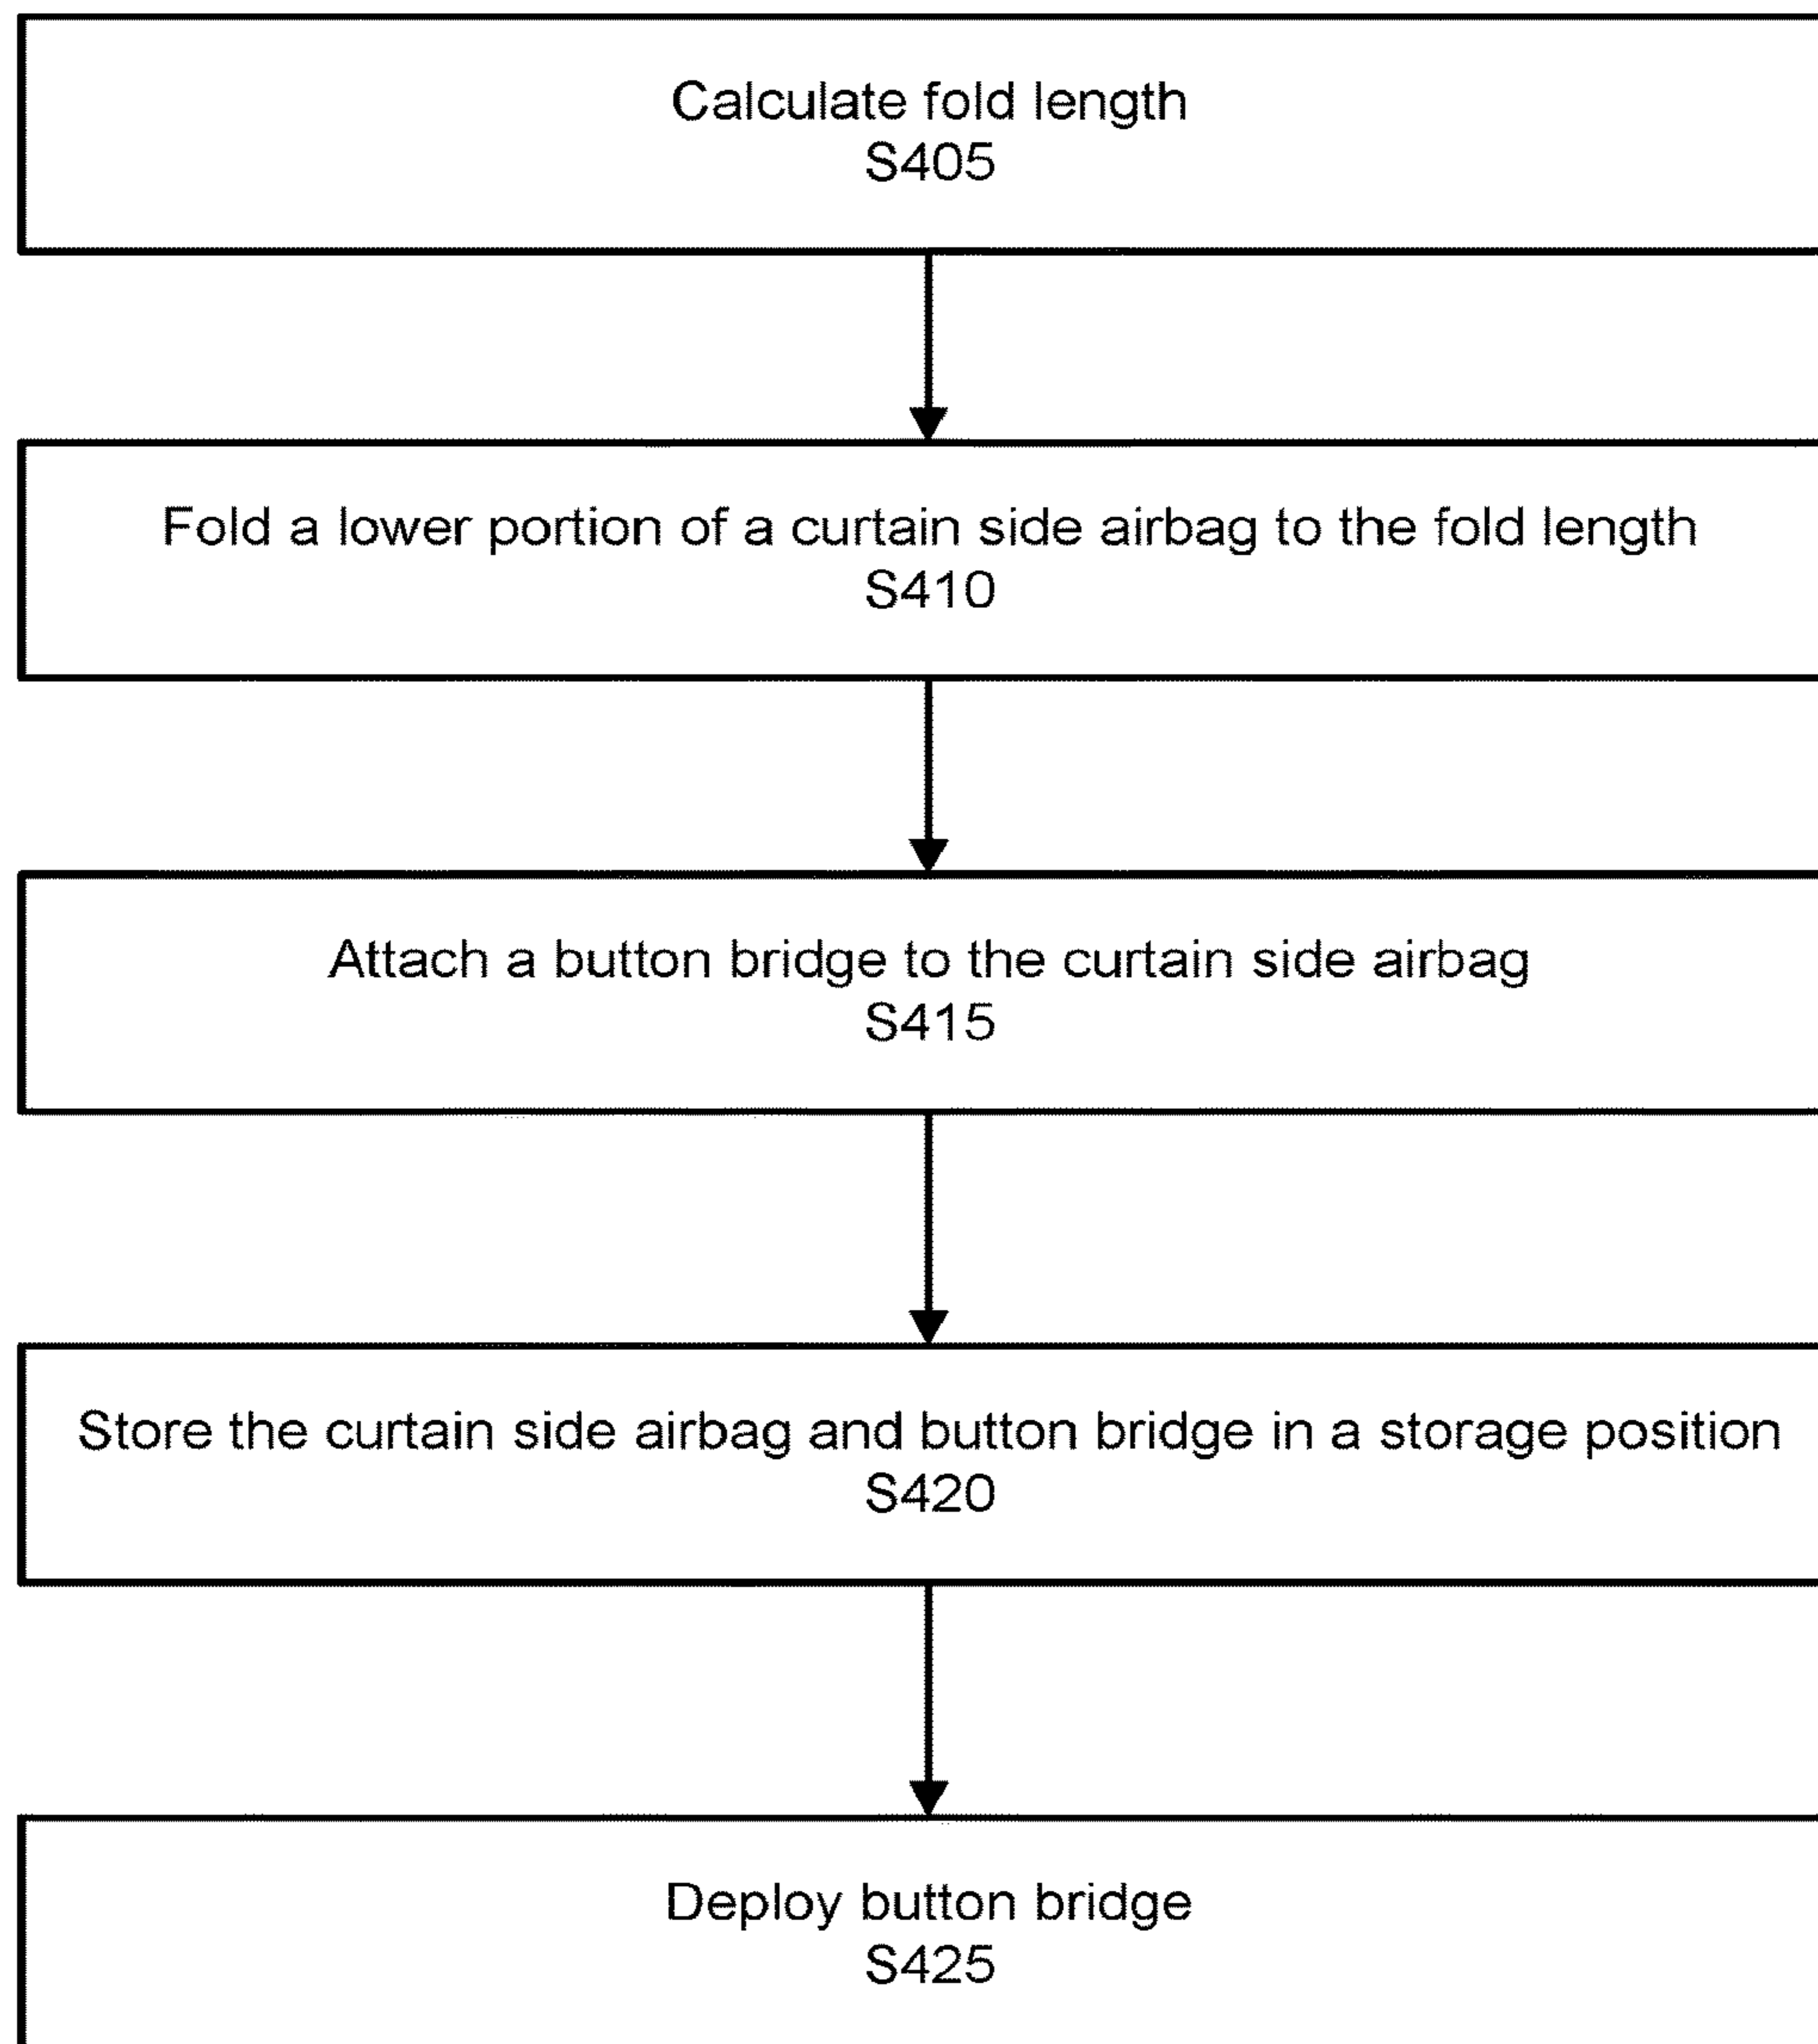 Calculate fold length
S405
Fold a lower portion of a curtain side airbag to the fold length
S410
Attach a button bridge to the curtain side airbag
S415
Store the curtain side airbag and button bridge in a storage position
S420
Deploy button bridge
S425